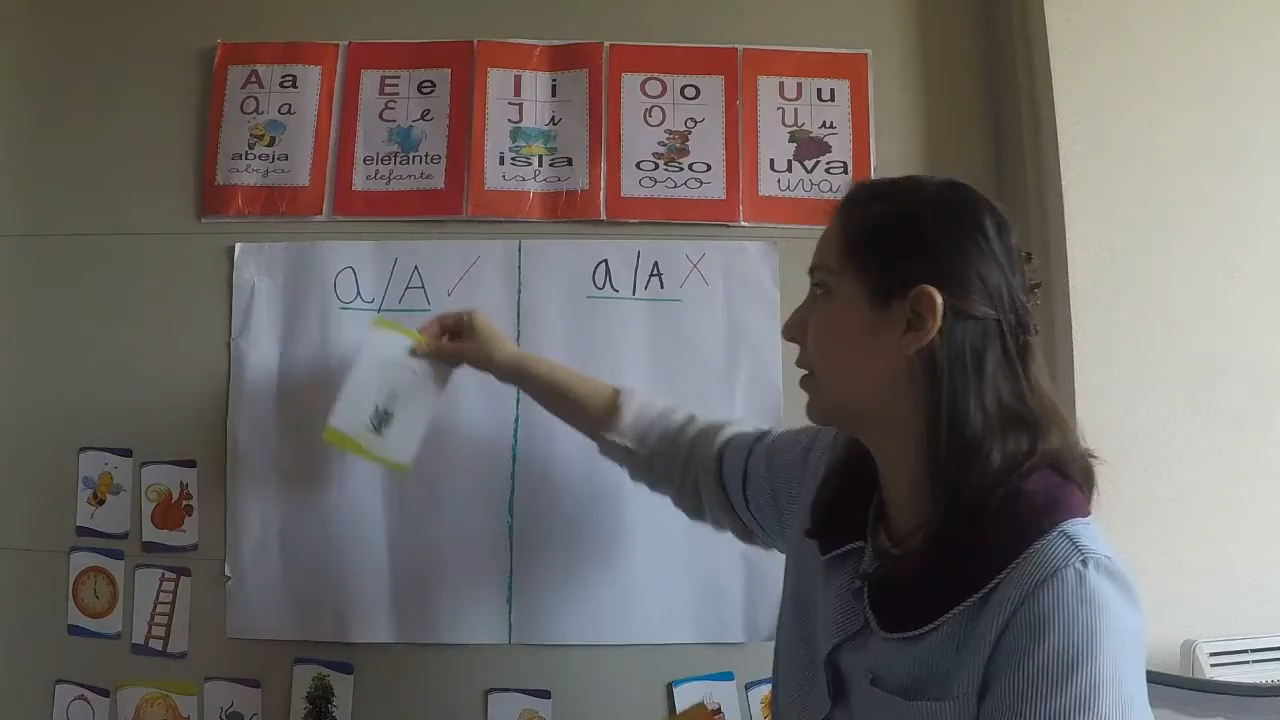 A a
A a
abeja
abeja
E e
E e
elefante
elefante
I i
I i
isla
isla
O o
O o
oso
oso
U u
U u
uva
uva
a/A ✓
a/A X